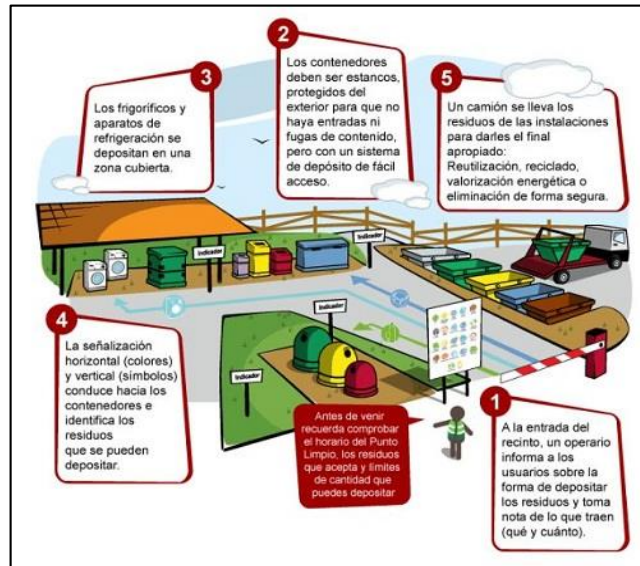 1
A la entrada del
recinto, un operario
informa a los
usuarios sobre la
forma de depositar
los residuos y toma
nota de lo que traen
(qué y cuánto).
2
Los contenedores
deben ser estancos,
protegidos del
exterior para que no
haya entradas ni
fugas de contenido,
pero con un sistema
de depósito de fácil
acceso.
3
Los frigoríficos y
aparatos de
refrigeración se
depositan en una
zona cubierta.
4
La señalización
horizontal (colores)
y vertical (símbolos)
conduce hacia los
contenedores e
identifica los
residuos
que se pueden
depositar.
5
Un camión se lleva los
residuos de las instalaciones
para darles el final
apropiado:
Reutilización, reciclado,
valorización energética o
eliminación de forma segura.
Indicador
Indicador
Indicador
Indicador
Antes de venir
recuerda comprobar
el horario del Punto
Limpio, los residuos
que acepta y límites
de cantidad que
puedes depositar